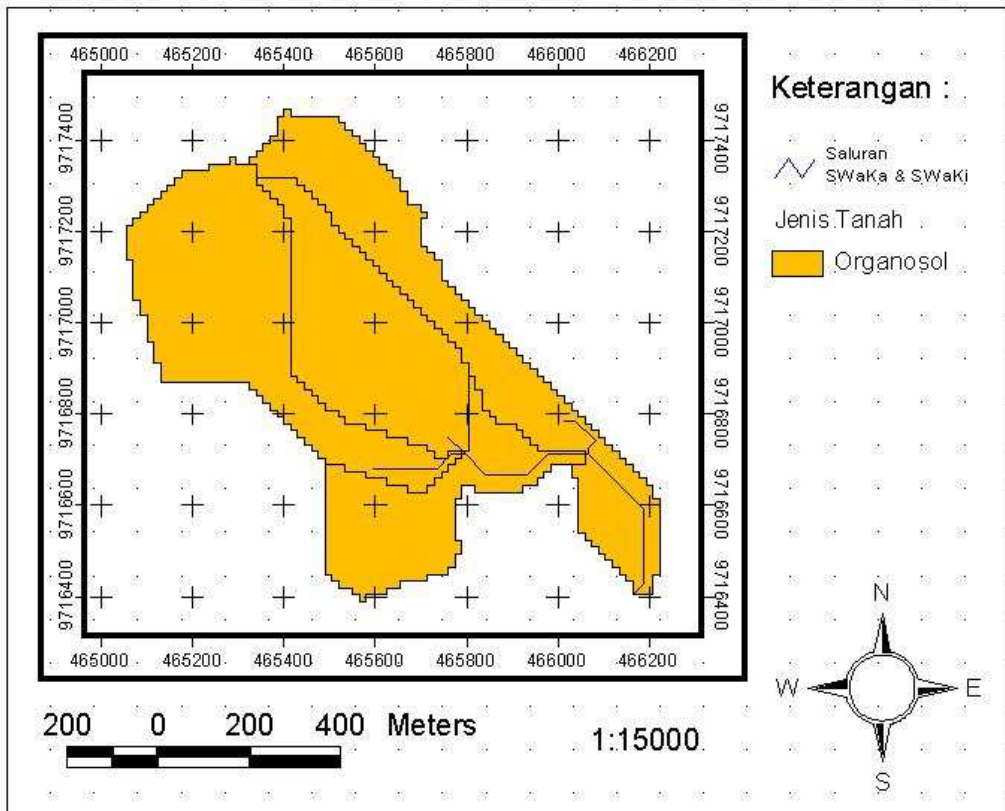 465000 465200 465400 465600 465800 466000 466200
9717400 9717400
9717200 9717200
9717000 9717000
9716800 9716800
9716600 9716600
9716400 9716400
465000 465200 465400 465600 465800 466000 466200
200 0 200 400 Meters
1:15000
Keterangan :
Saluran
SWaKa & SWaKi
Jenis Tanah
Organosol
N
W E
S